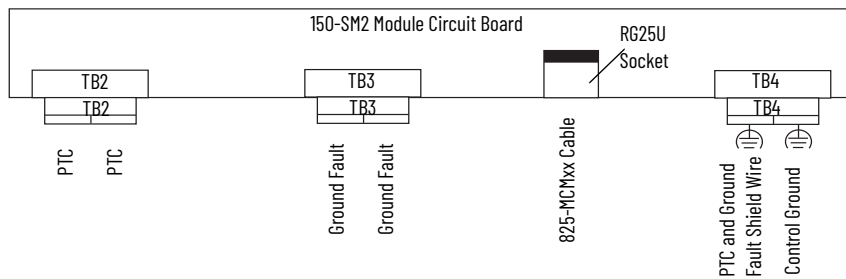 150-SM2 Module Circuit Board
RG25U
Socket
TB2
TB3
TB4
TB2
TB3
TB4
PTC
PTC
Ground Fault
Ground Fault
825-MCMxx Cable
PTC and Ground
Fault Shield Wire
Control Ground